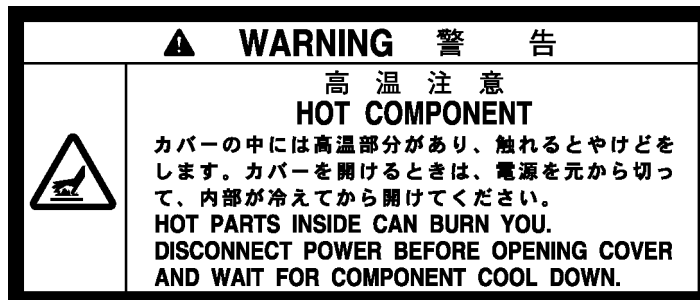 WARNING 警告
高温注意
HOT COMPONENT
カバーの中には高温部分があり、触れるとやけどを
します。カバーを開けるときは、電源を元から切っ
て、内部が冷えてから開けてください。
HOT PARTS INSIDE CAN BURN YOU.
DISCONNECT POWER BEFORE OPENING COVER
AND WAIT FOR COMPONENT COOL DOWN.